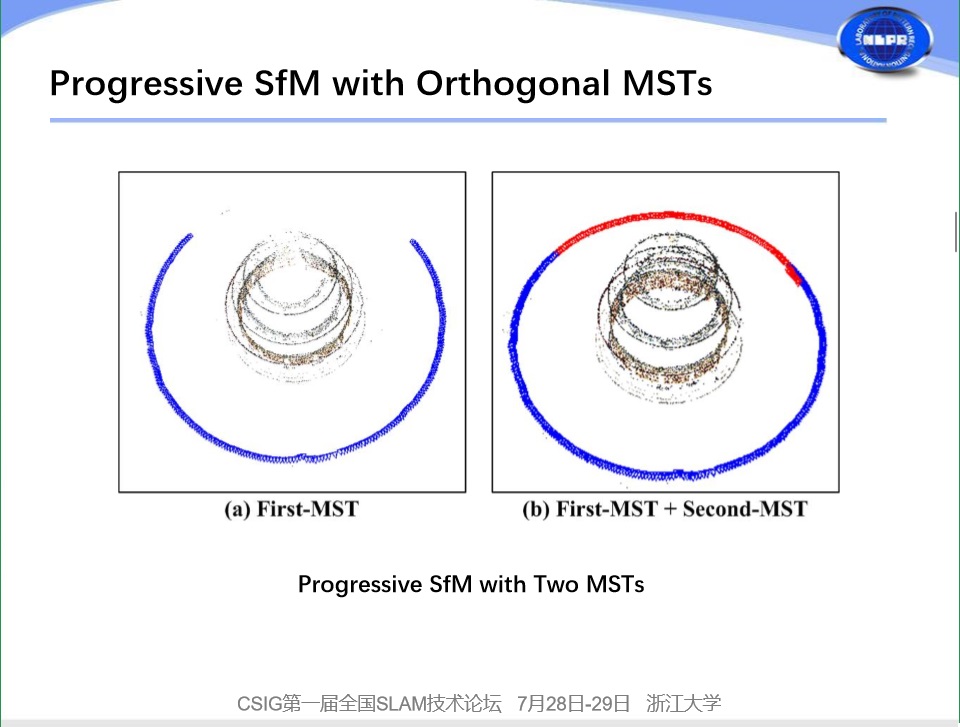 NLPR
Progressive SfM with Orthogonal MSTs
(a) First-MST
(b) First-MST + Second-MST
Progressive SfM with Two MSTs
CSIG第一届全国SLAM技术论坛 7月28日-29日 浙江大学